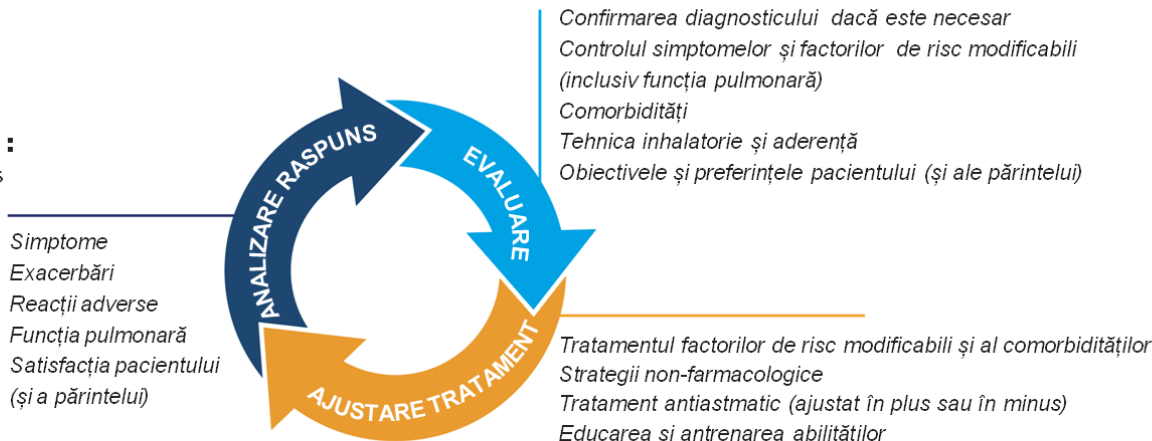 Confirmarea diagnosticului dacă este necesar
Controlul simptomelor și factorilor de risc modificabili
(inclusiv funcția pulmonară)
Comorbidități
Tehnica inhalatorie și aderență
Obiectivele și preferințele pacientului (și ale părintelui)
:
s
EVALUARE
ANALIZARE RASPUNS
Simptome
Exacerbări
Reacții adverse
Funcția pulmonară
Satisfacția pacientului
(și a părintelui)
AJUSTARE TRATAMENT
Tratamentul factorilor de risc modificabili și al comorbidităților
Strategii non-farmacologice
Tratament antiastmatic (ajustat în plus sau în minus)
Educarea si antrenarea abilităților